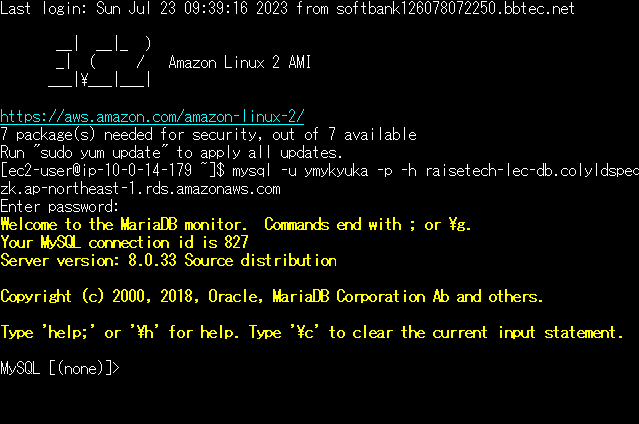 Last login: Sun Jul 23 09:39:16 2023 from softbank126078072250.bbtec.net
       __|  __|_  )
       _|  (     /   Amazon Linux 2 AMI
      ___|¥___|___|
https://aws.amazon.com/amazon-linux-2/
7 package(s) needed for security, out of 7 available
Run "sudo yum update" to apply all updates.
[ec2-user@ip-10-0-14-179 ~]$ mysql -u ymykyuka -p -h raisetech-lec-db.colyldspeq
zk.ap-northeast-1.rds.amazonaws.com
Enter password:
Welcome to the MariaDB monitor.  Commands end with ; or ¥g.
Your MySQL connection id is 827
Server version: 8.0.33 Source distribution
Copyright (c) 2000, 2018, Oracle, MariaDB Corporation Ab and others.
Type 'help;' or '¥h' for help. Type '¥c' to clear the current input statement.
MySQL [(none)]>